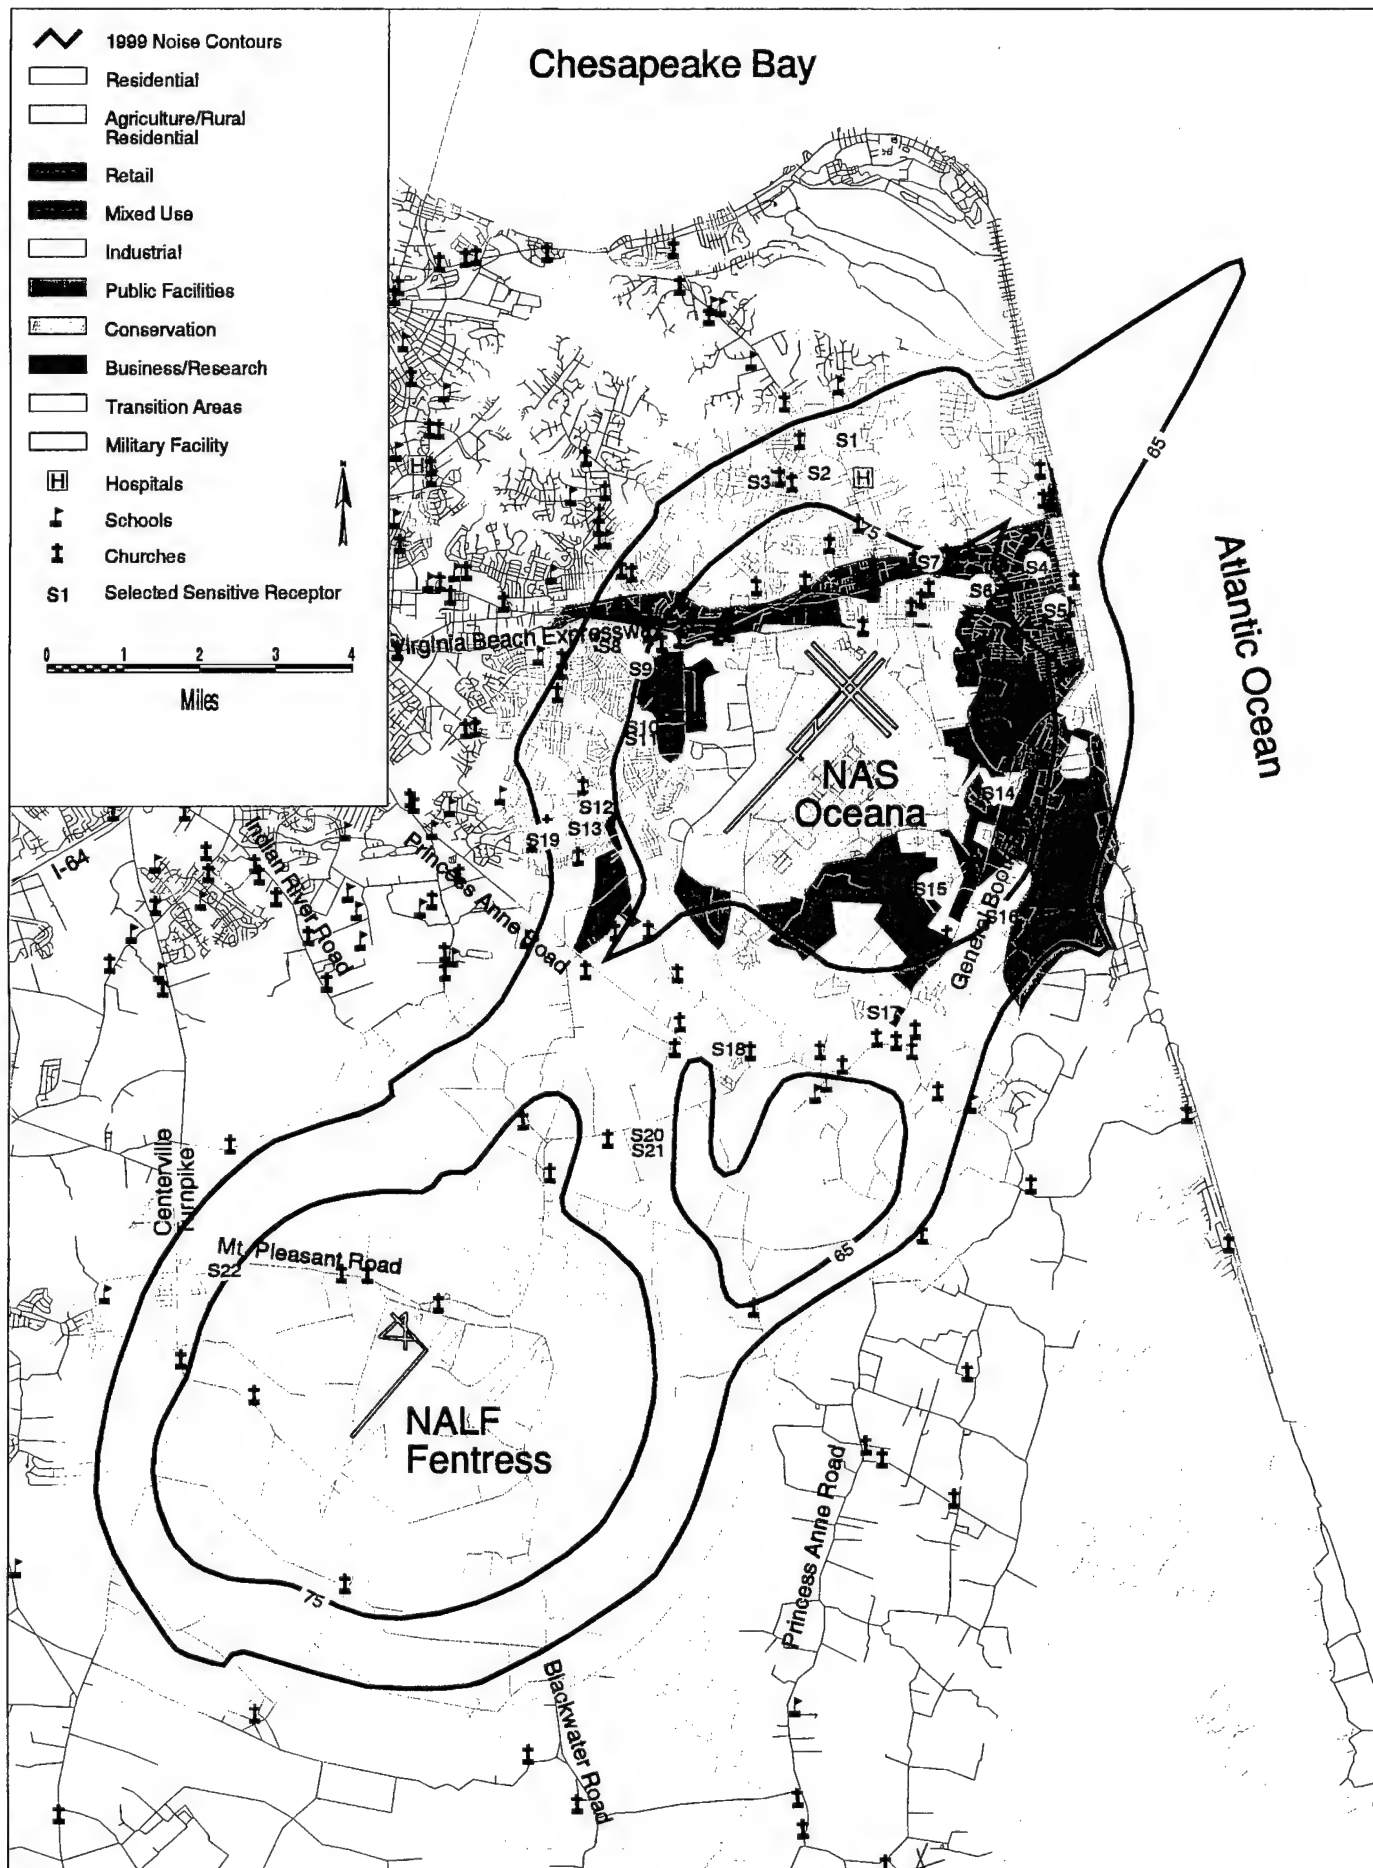 1999 Noise Contours
Residential
Agriculture/Rural
Residential
Retail
Mixed Use
Industrial
Public Facilities
Conservation
Business/Research
Transition Areas
Military Facility
H
Hospitals
Schools
Churches
S1
Selected Sensitive Receptor
N
0 1 2 3 4
Miles
Chesapeake Bay
65
Atlantic Ocean
H
S1
S2
S3
H
75
S7
S4
S6
S5
Virginia Beach Expressway
S8
S9
S10
S11
NAS
Oceana
S14
S12
S13
S19
I-64
Indian River Road
Princess Anne Road
S15
S16
General Booth
S17
S18
S20
S21
Centerville
Turnpike
Mt. Pleasant Road
S22
65
NALF
Fentress
75
Princess Anne Road
Blackwater Road